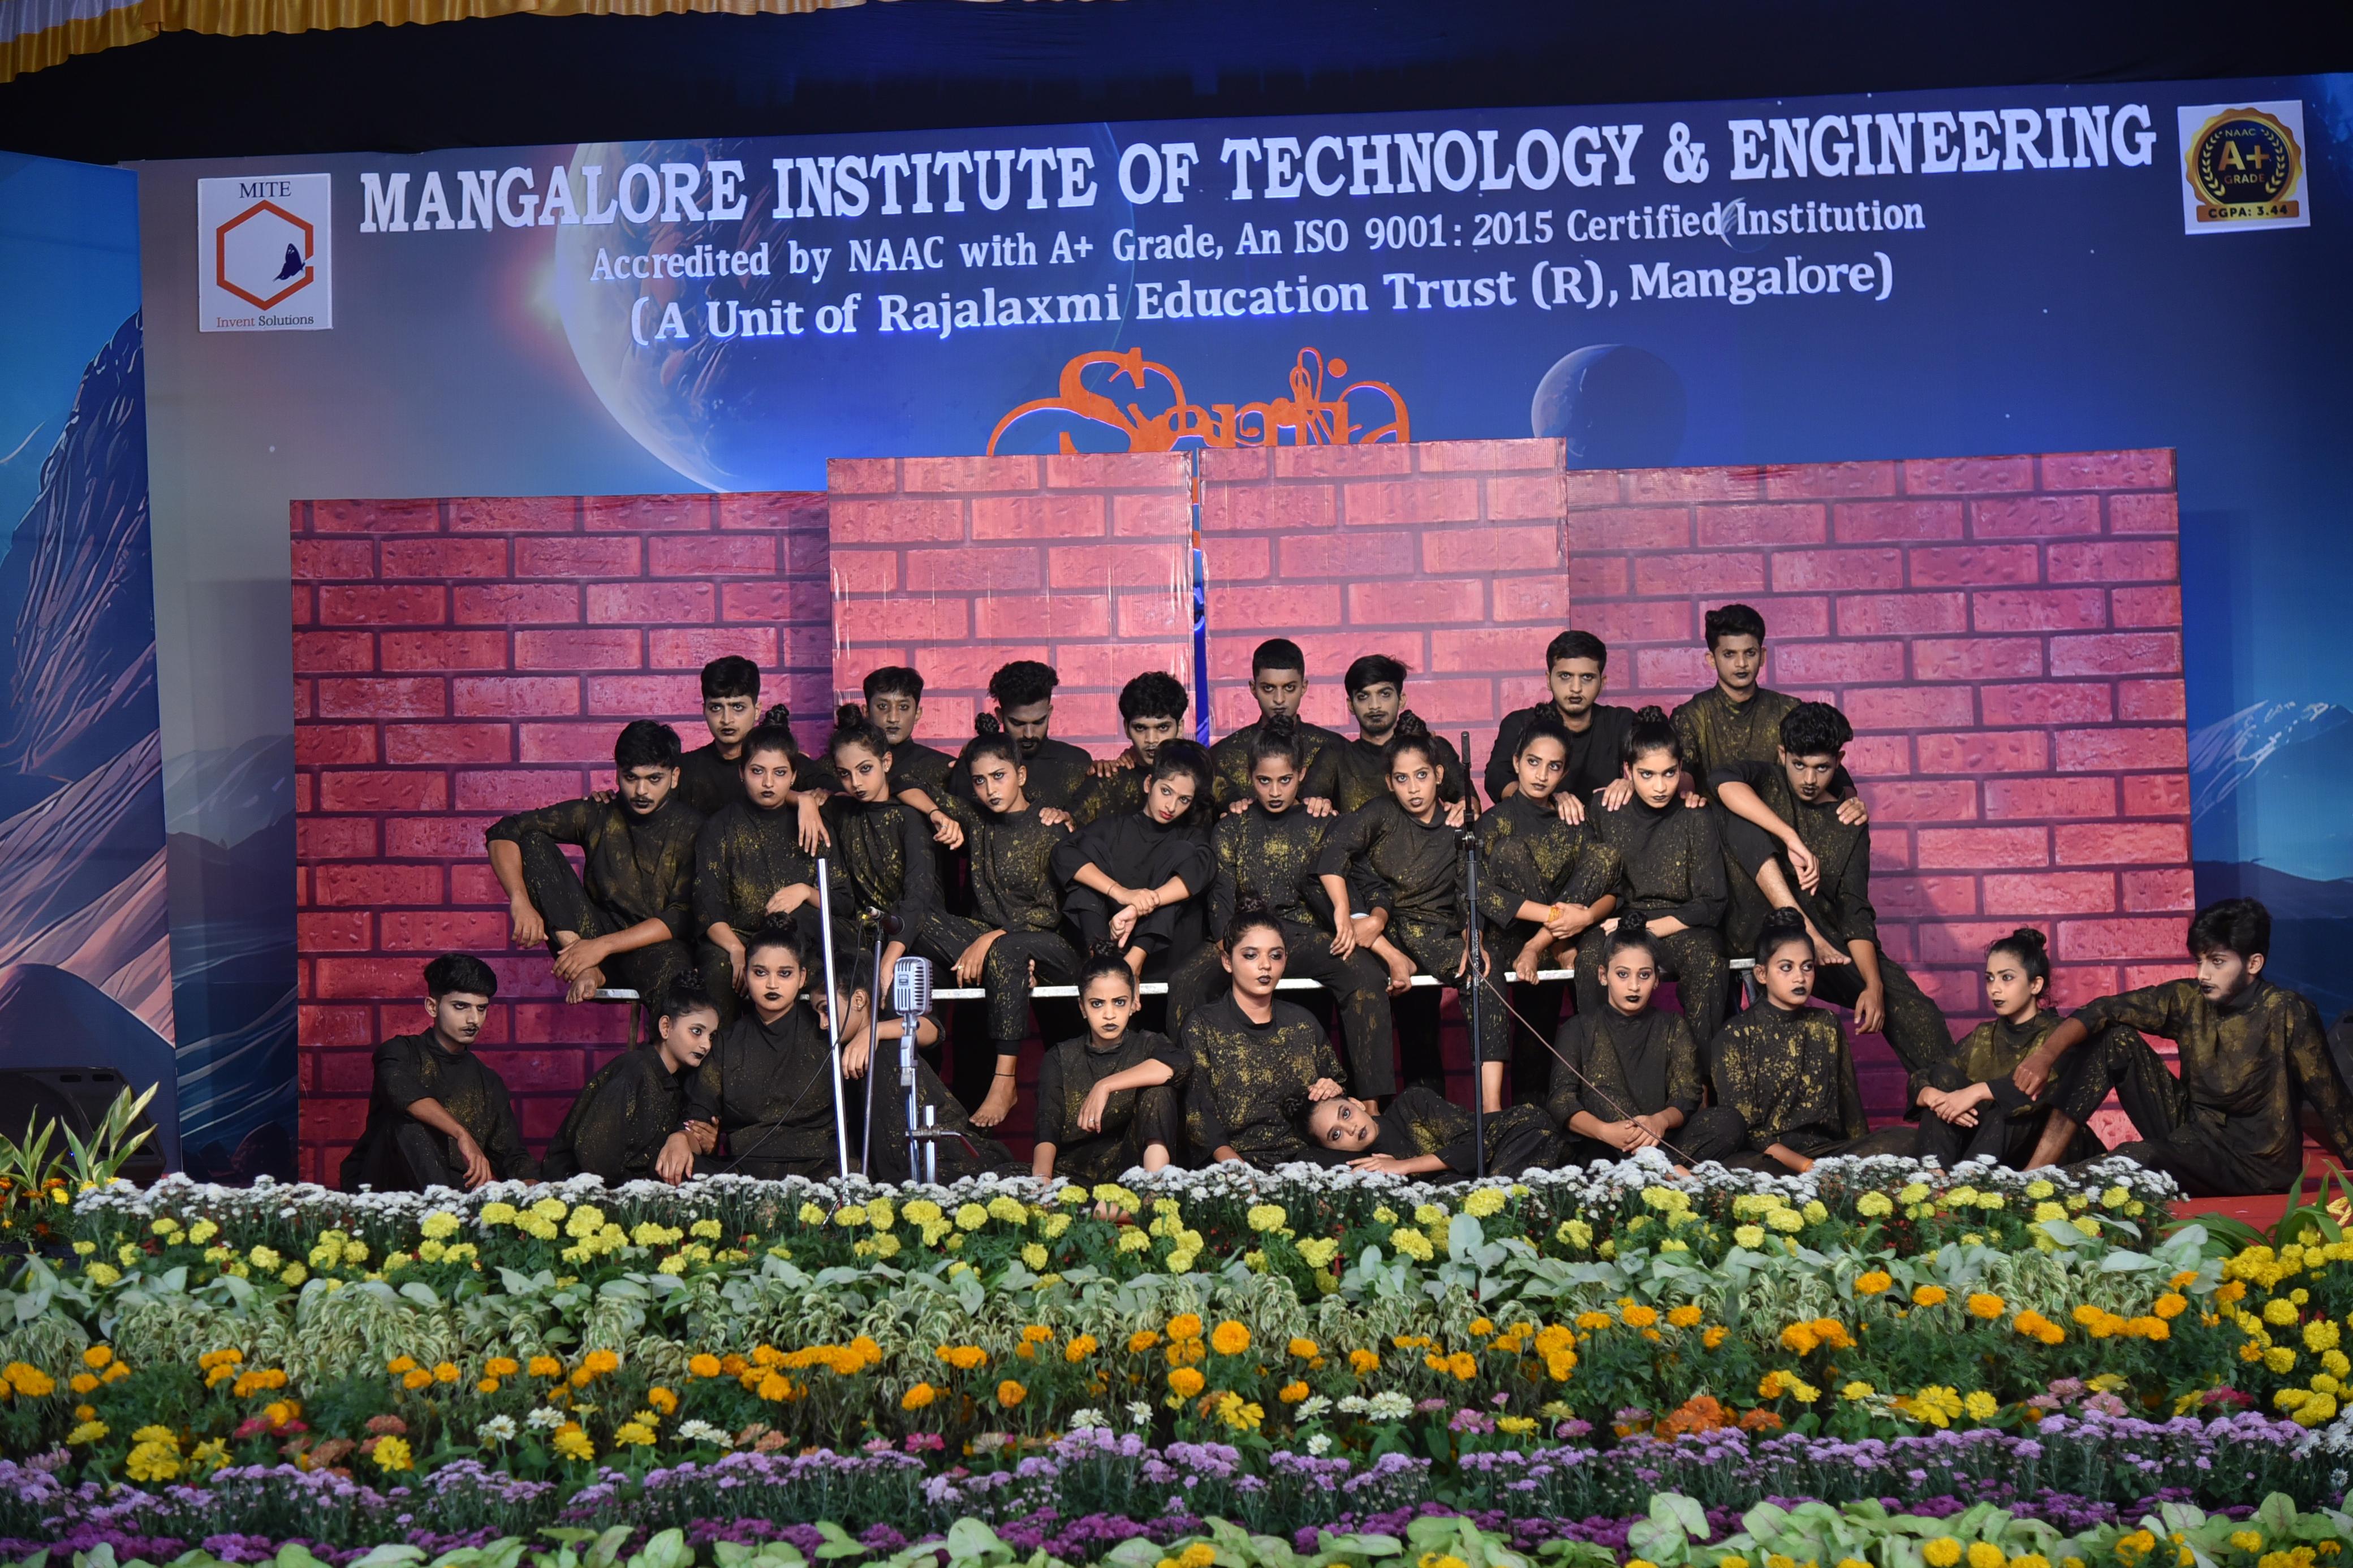 MITE
Invent Solutions
MANGALORE INSTITUTE OF TECHNOLOGY & ENGINEERING
Accredited by NAAC with A+ Grade, An ISO 9001: 2015 Certified Institution
( A Unit of Rajalaxmi Education Trust (R), Mangalore)
NAAC
A+
GRADE
CGPA: 3.44